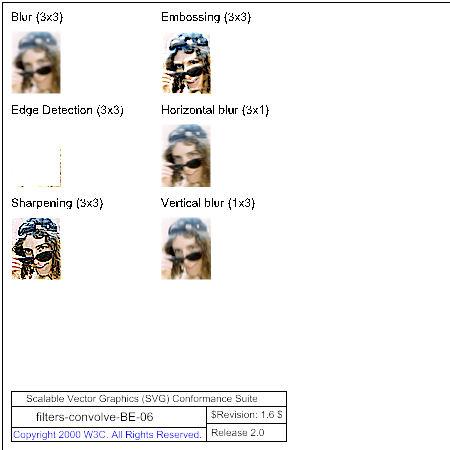 Blur (3x3)
Embossing (3x3)
Edge Detection (3x3)
Horizontal blur (3x1)
Sharpening (3x3)
Vertical blur (1x3)
Scalable Vector Graphics (SVG) Conformance Suite
filters-convolve-BE-06
$Revision: 1.6 $
Copyright 2000 W3C. All Rights Reserved.
Release 2.0